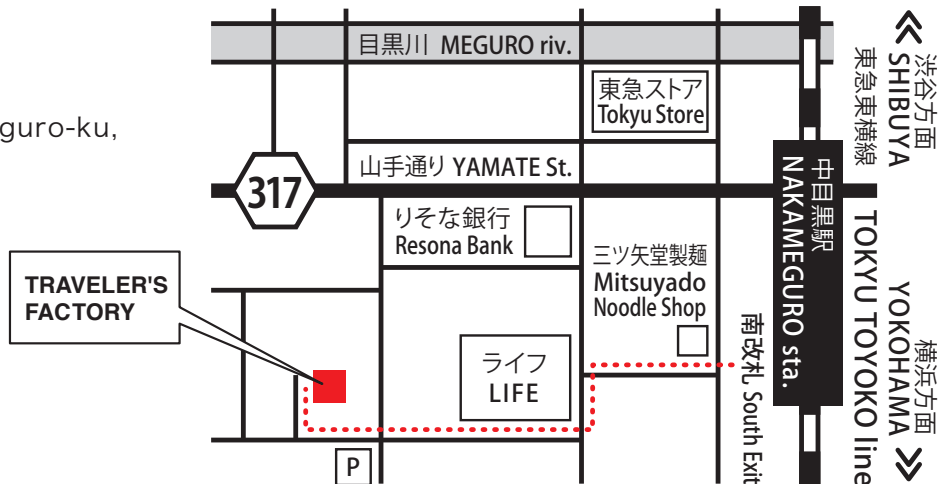 目黒川 MEGURO riv.
東急ストア
Tokyu Store
guro-ku,
山手通り YAMATE St.
317
りそな銀行
Resona Bank
三ツ矢堂製麺
Mitsuyado
Noodle Shop
TRAVELER'S
FACTORY
ライフ
LIFE
P
南改札 South Exit
中目黒駅
NAKAMEGURO sta.
渋谷方面
SHIBUYA
東急東横線
TOKYU TOYOKO line
横浜方面
YOKOHAMA